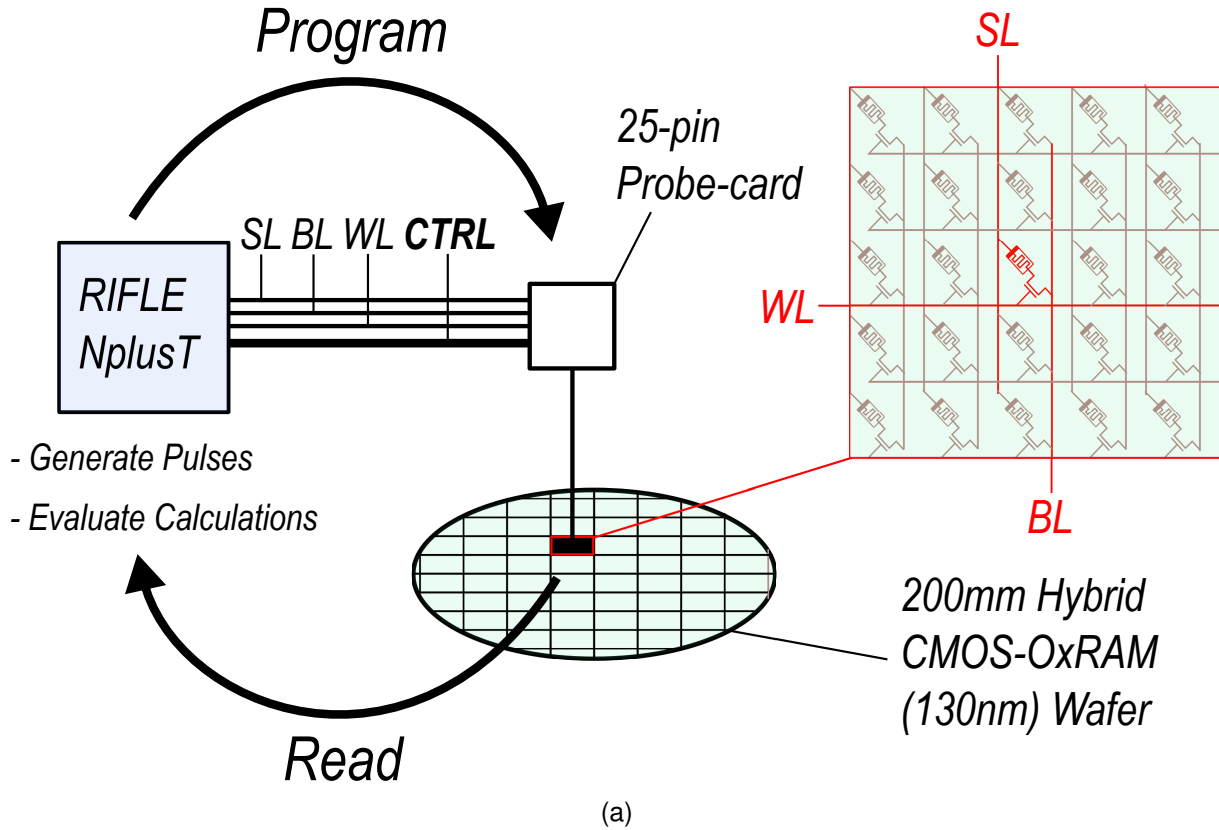 Program
SL
25-pin
Probe-card
SL BL WL CTRL
RIFLE
NplusT
WL
- Generate Pulses
- Evaluate Calculations
BL
200mm Hybrid
CMOS-OxRAM
(130nm) Wafer
Read
(a)